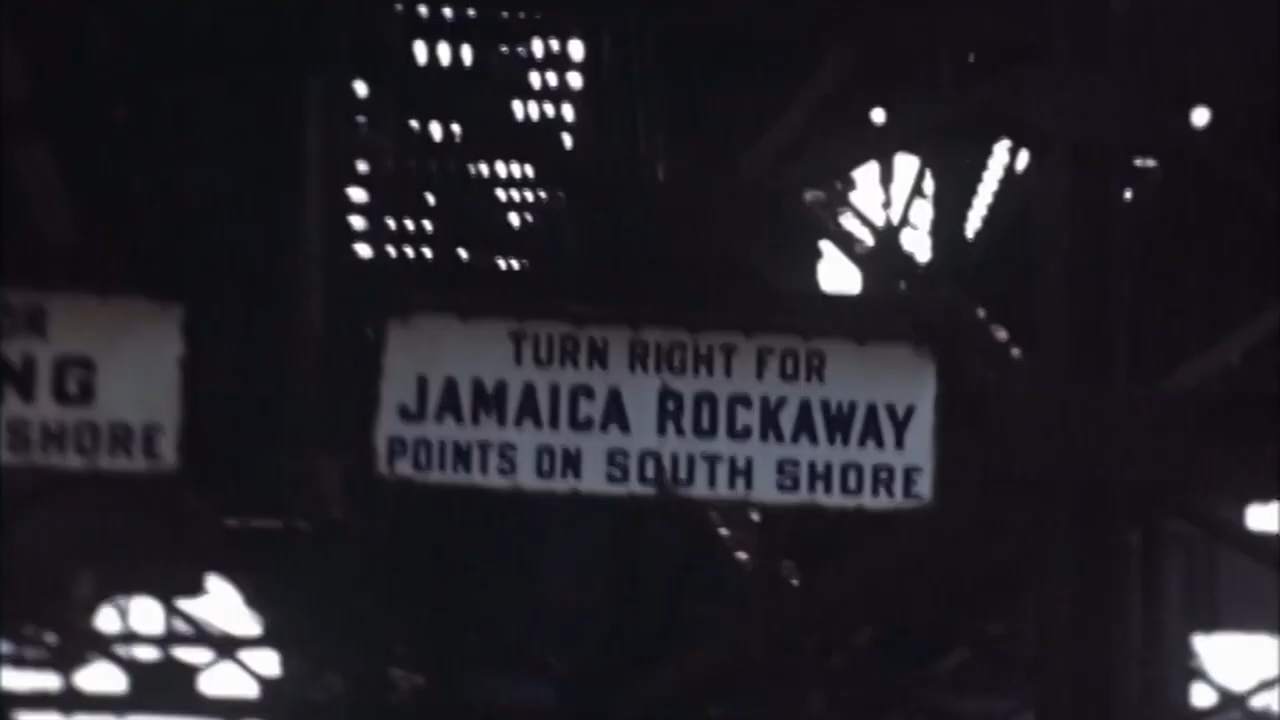 NG
SHORE
TURN RIGHT FOR
JAMAICA ROCKAWAY
POINTS ON SOUTH SHORE